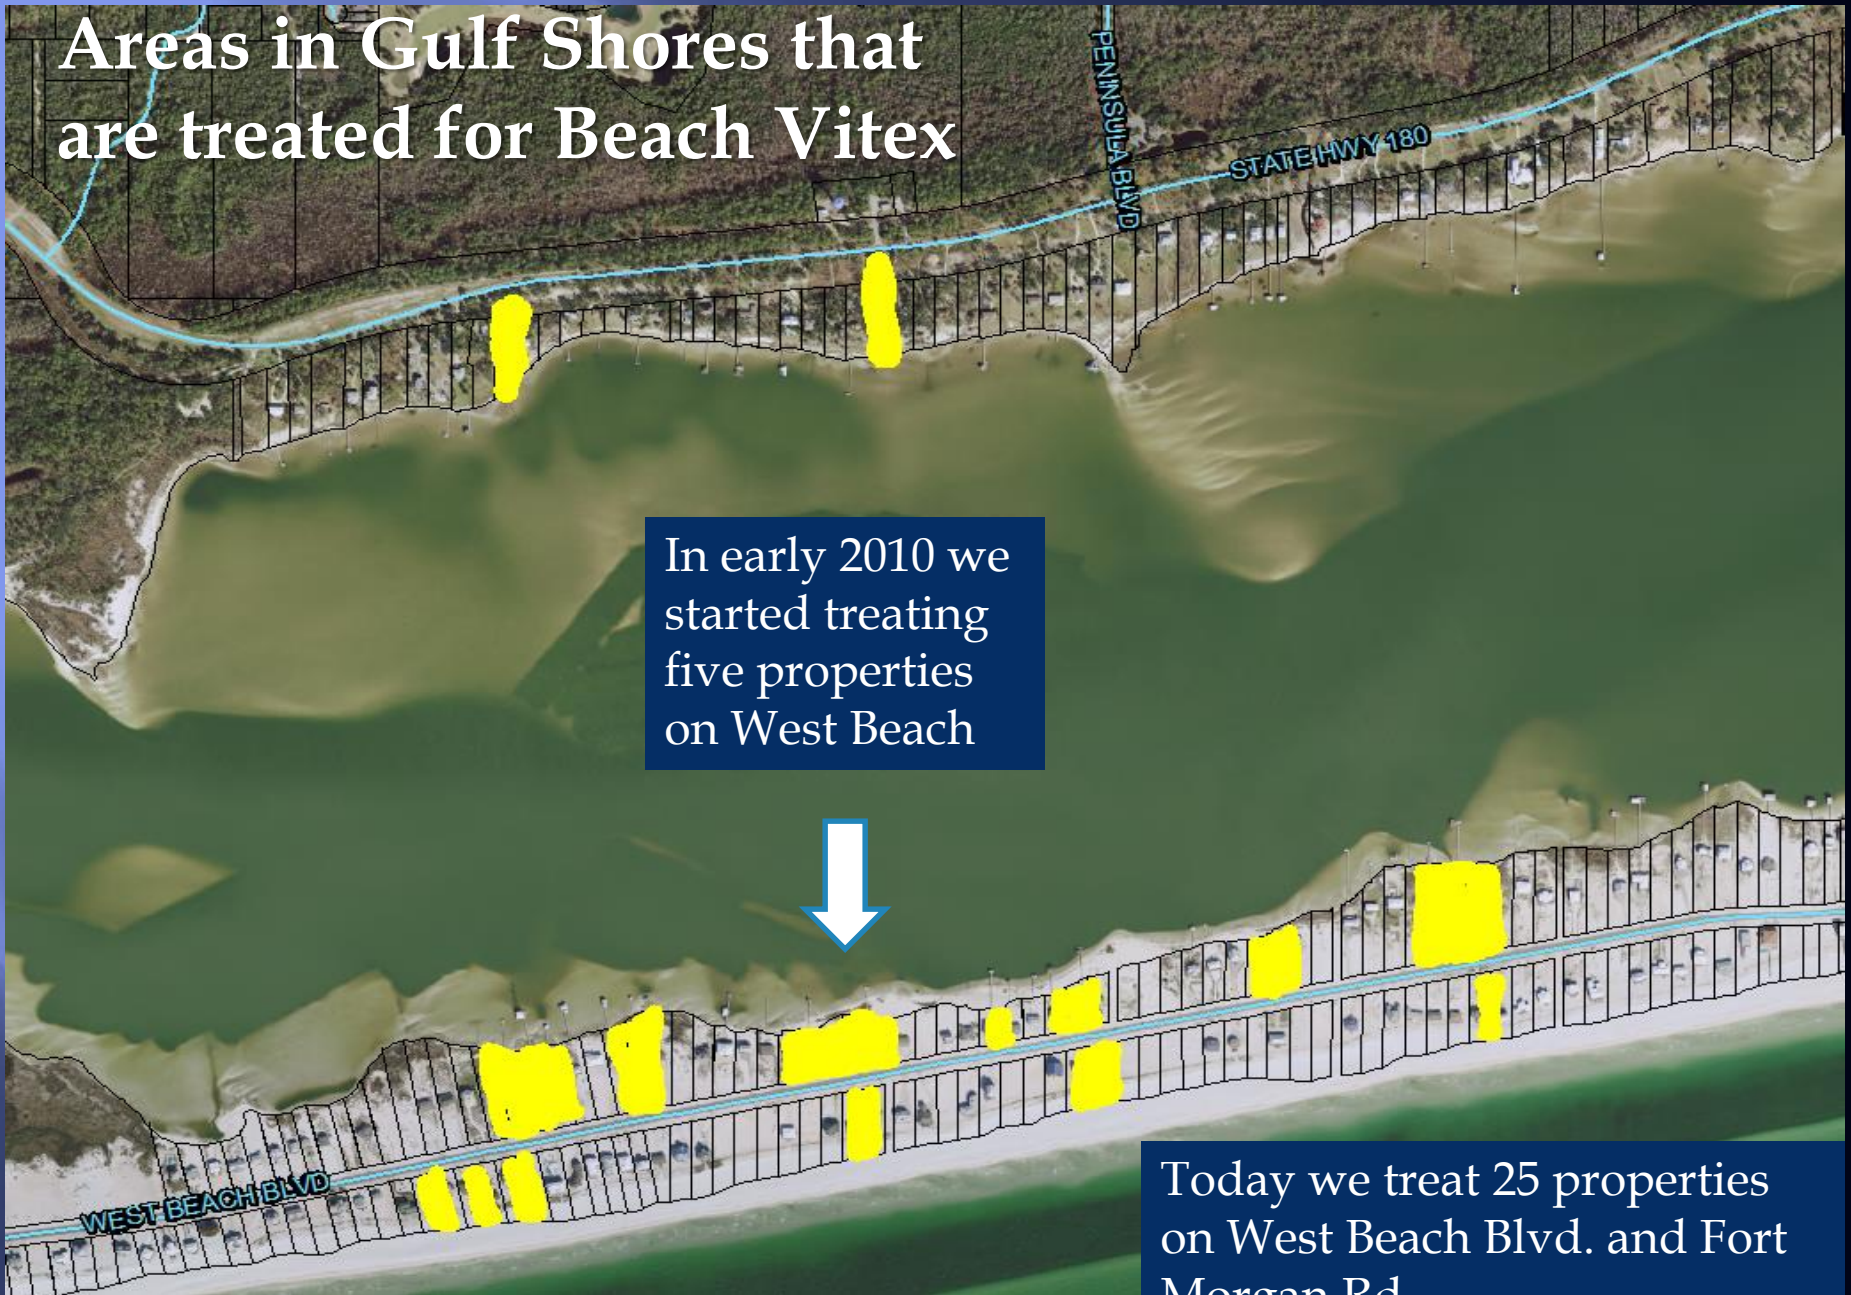 Areas in Gulf Shores that
are treated for Beach Vitex
PENINSULA BLVD
STATE HWY 180
In early 2010 we
started treating
five properties
on West Beach
WEST BEACH BLVD
Today we treat 25 properties
on West Beach Blvd. and Fort
Morgan Rd